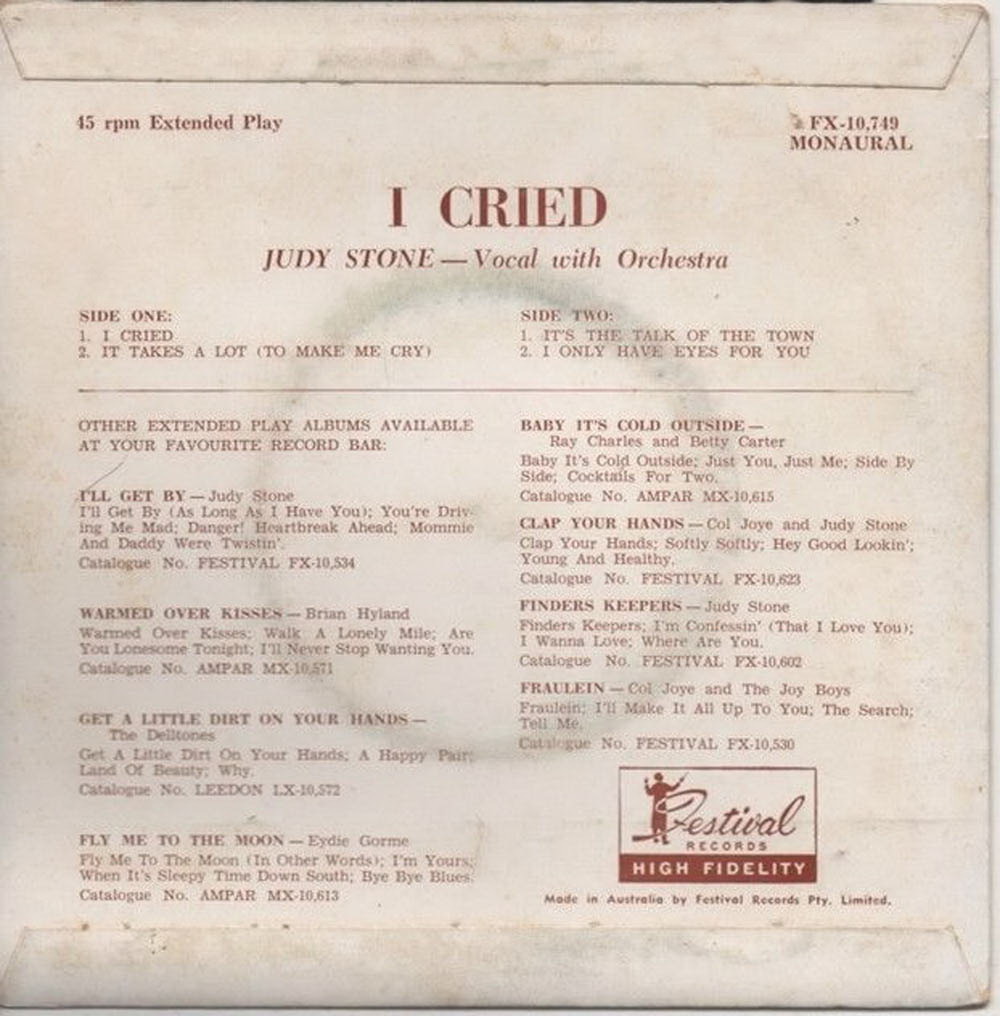 45 rpm Extended Play
FX-10,749
MONAURAL
I CRIED
JUDY STONE — Vocal with Orchestra
SIDE ONE:
1. I CRIED
2. IT TAKES A LOT (TO MAKE ME CRY)
SIDE TWO:
1. IT'S THE TALK OF THE TOWN
2. I ONLY HAVE EYES FOR YOU
OTHER EXTENDED PLAY ALBUMS AVAILABLE
AT YOUR FAVOURITE RECORD BAR:
I'LL GET BY — Judy Stone
I'll Get By (As Long As I Have You); You're Driv-
ing Me Mad; Danger! Heartbreak Ahead; Mommie
And Daddy Were Twistin'.
Catalogue No. FESTIVAL FX-10,534
WARMED OVER KISSES — Brian Hyland
Warmed Over Kisses; Walk A Lonely Mile; Are
You Lonesome Tonight; I'll Never Stop Wanting You.
Catalogue No. AMPAR MX-10,571
GET A LITTLE DIRT ON YOUR HANDS —
The Delltones
Get A Little Dirt On Your Hands; A Happy Pair;
Land Of Beauty; Why.
Catalogue No. LEEDON LX-10,572
FLY ME TO THE MOON — Eydie Gorme
Fly Me To The Moon (In Other Words); I'm Yours;
When It's Sleepy Time Down South; Bye Bye Blues.
Catalogue No. AMPAR MX-10,613
BABY IT'S COLD OUTSIDE —
Ray Charles and Betty Carter
Baby It's Cold Outside; Just You, Just Me; Side By
Side; Cocktails For Two.
Catalogue No. AMPAR MX-10,615
CLAP YOUR HANDS — Col Joye and Judy Stone
Clap Your Hands; Softly Softly; Hey Good Lookin';
Young And Healthy.
Catalogue No. FESTIVAL FX-10,623
FINDERS KEEPERS — Judy Stone
Finders Keepers; I'm Confessin' (That I Love You);
I Wanna Love; Where Are You.
Catalogue No. FESTIVAL FX-10,602
FRAULEIN — Col Joye and The Joy Boys
Fraulein; I'll Make It All Up To You; The Search;
Tell Me.
Catalogue No. FESTIVAL FX-10,530
Festival
RECORDS
HIGH FIDELITY
Made in Australia by Festival Records Pty. Limited.